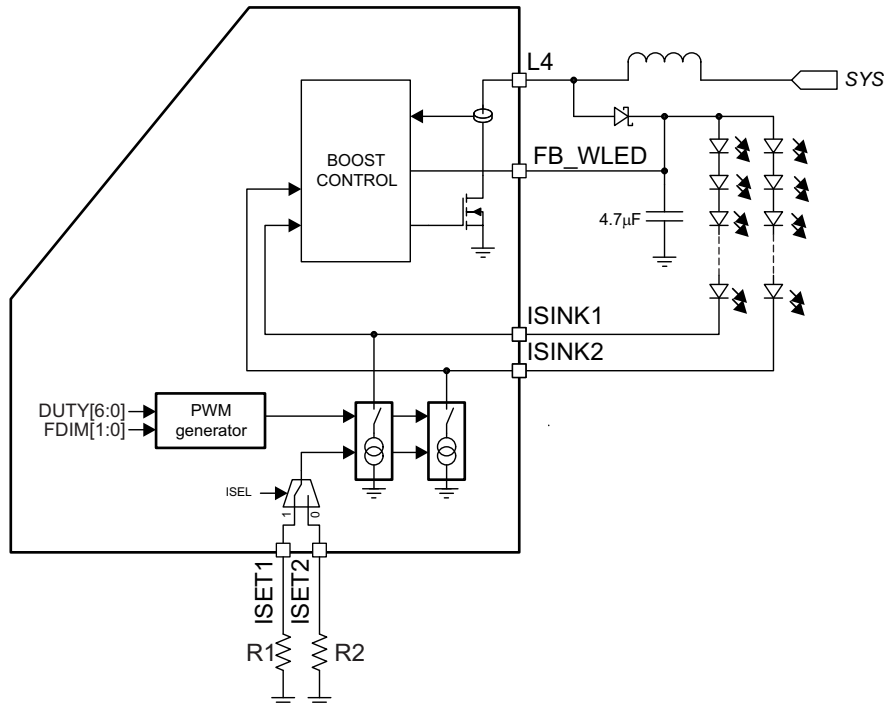 L4
SYS
BOOST
CONTROL
FB_WLED
4.7μF
ISINK1
ISINK2
DUTY[6:0]
FDIM[1:0]
PWM
generator
ISEL
1
0
ISET1
ISET2
R1
R2